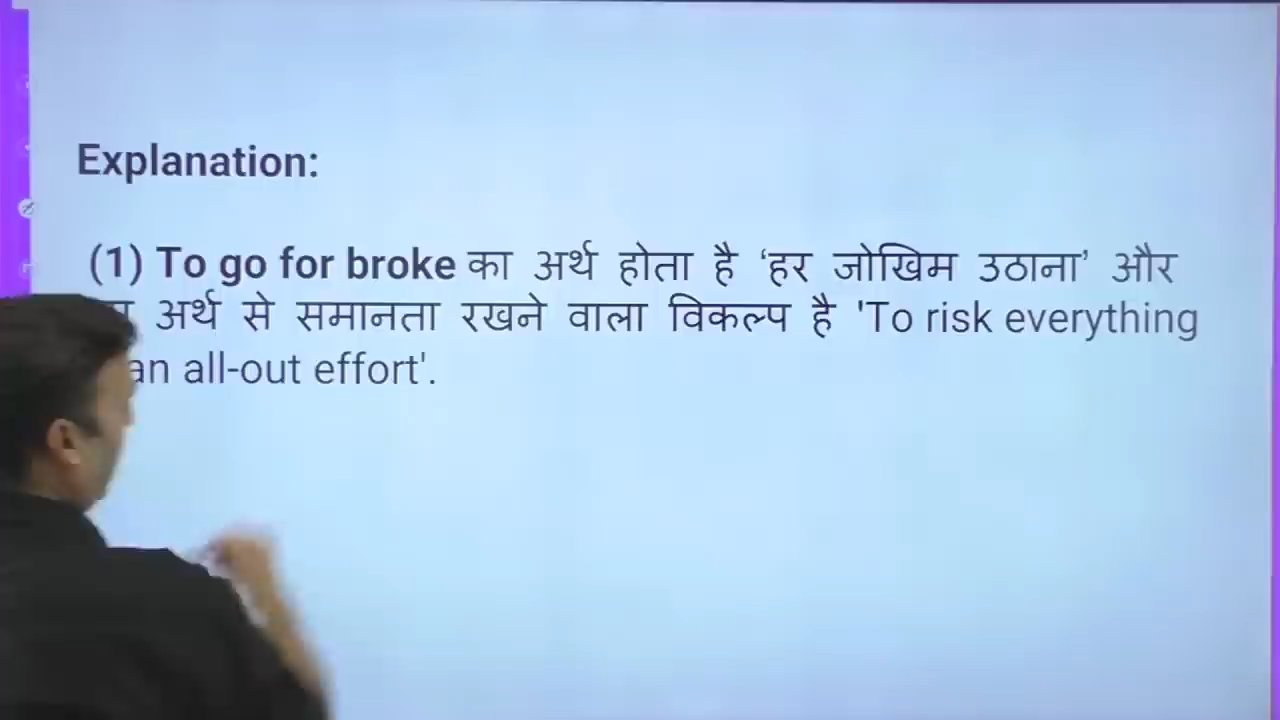 Explanation:
(1) To go for broke का अर्थ होता है ‘हर जोखिम उठाना’ और
अर्थ से समानता रखने वाला विकल्प है 'To risk everything
an all-out effort'.